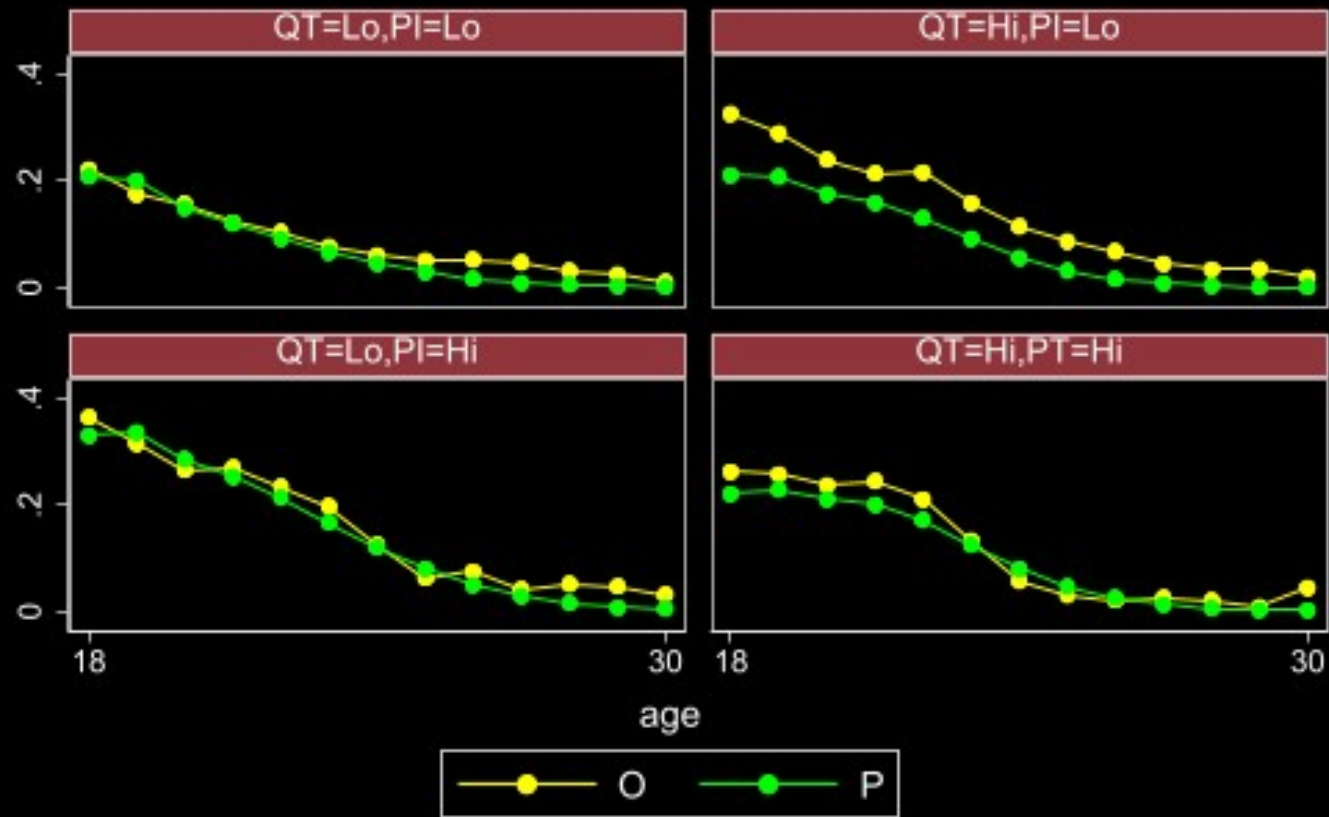 QT=Lo,PI=Lo
QT=Hi,PI=Lo
.4
.2
0
QT=Lo,PI=Hi
QT=Hi,PT=Hi
.4
.2
0
18
30
18
30
age
O
P